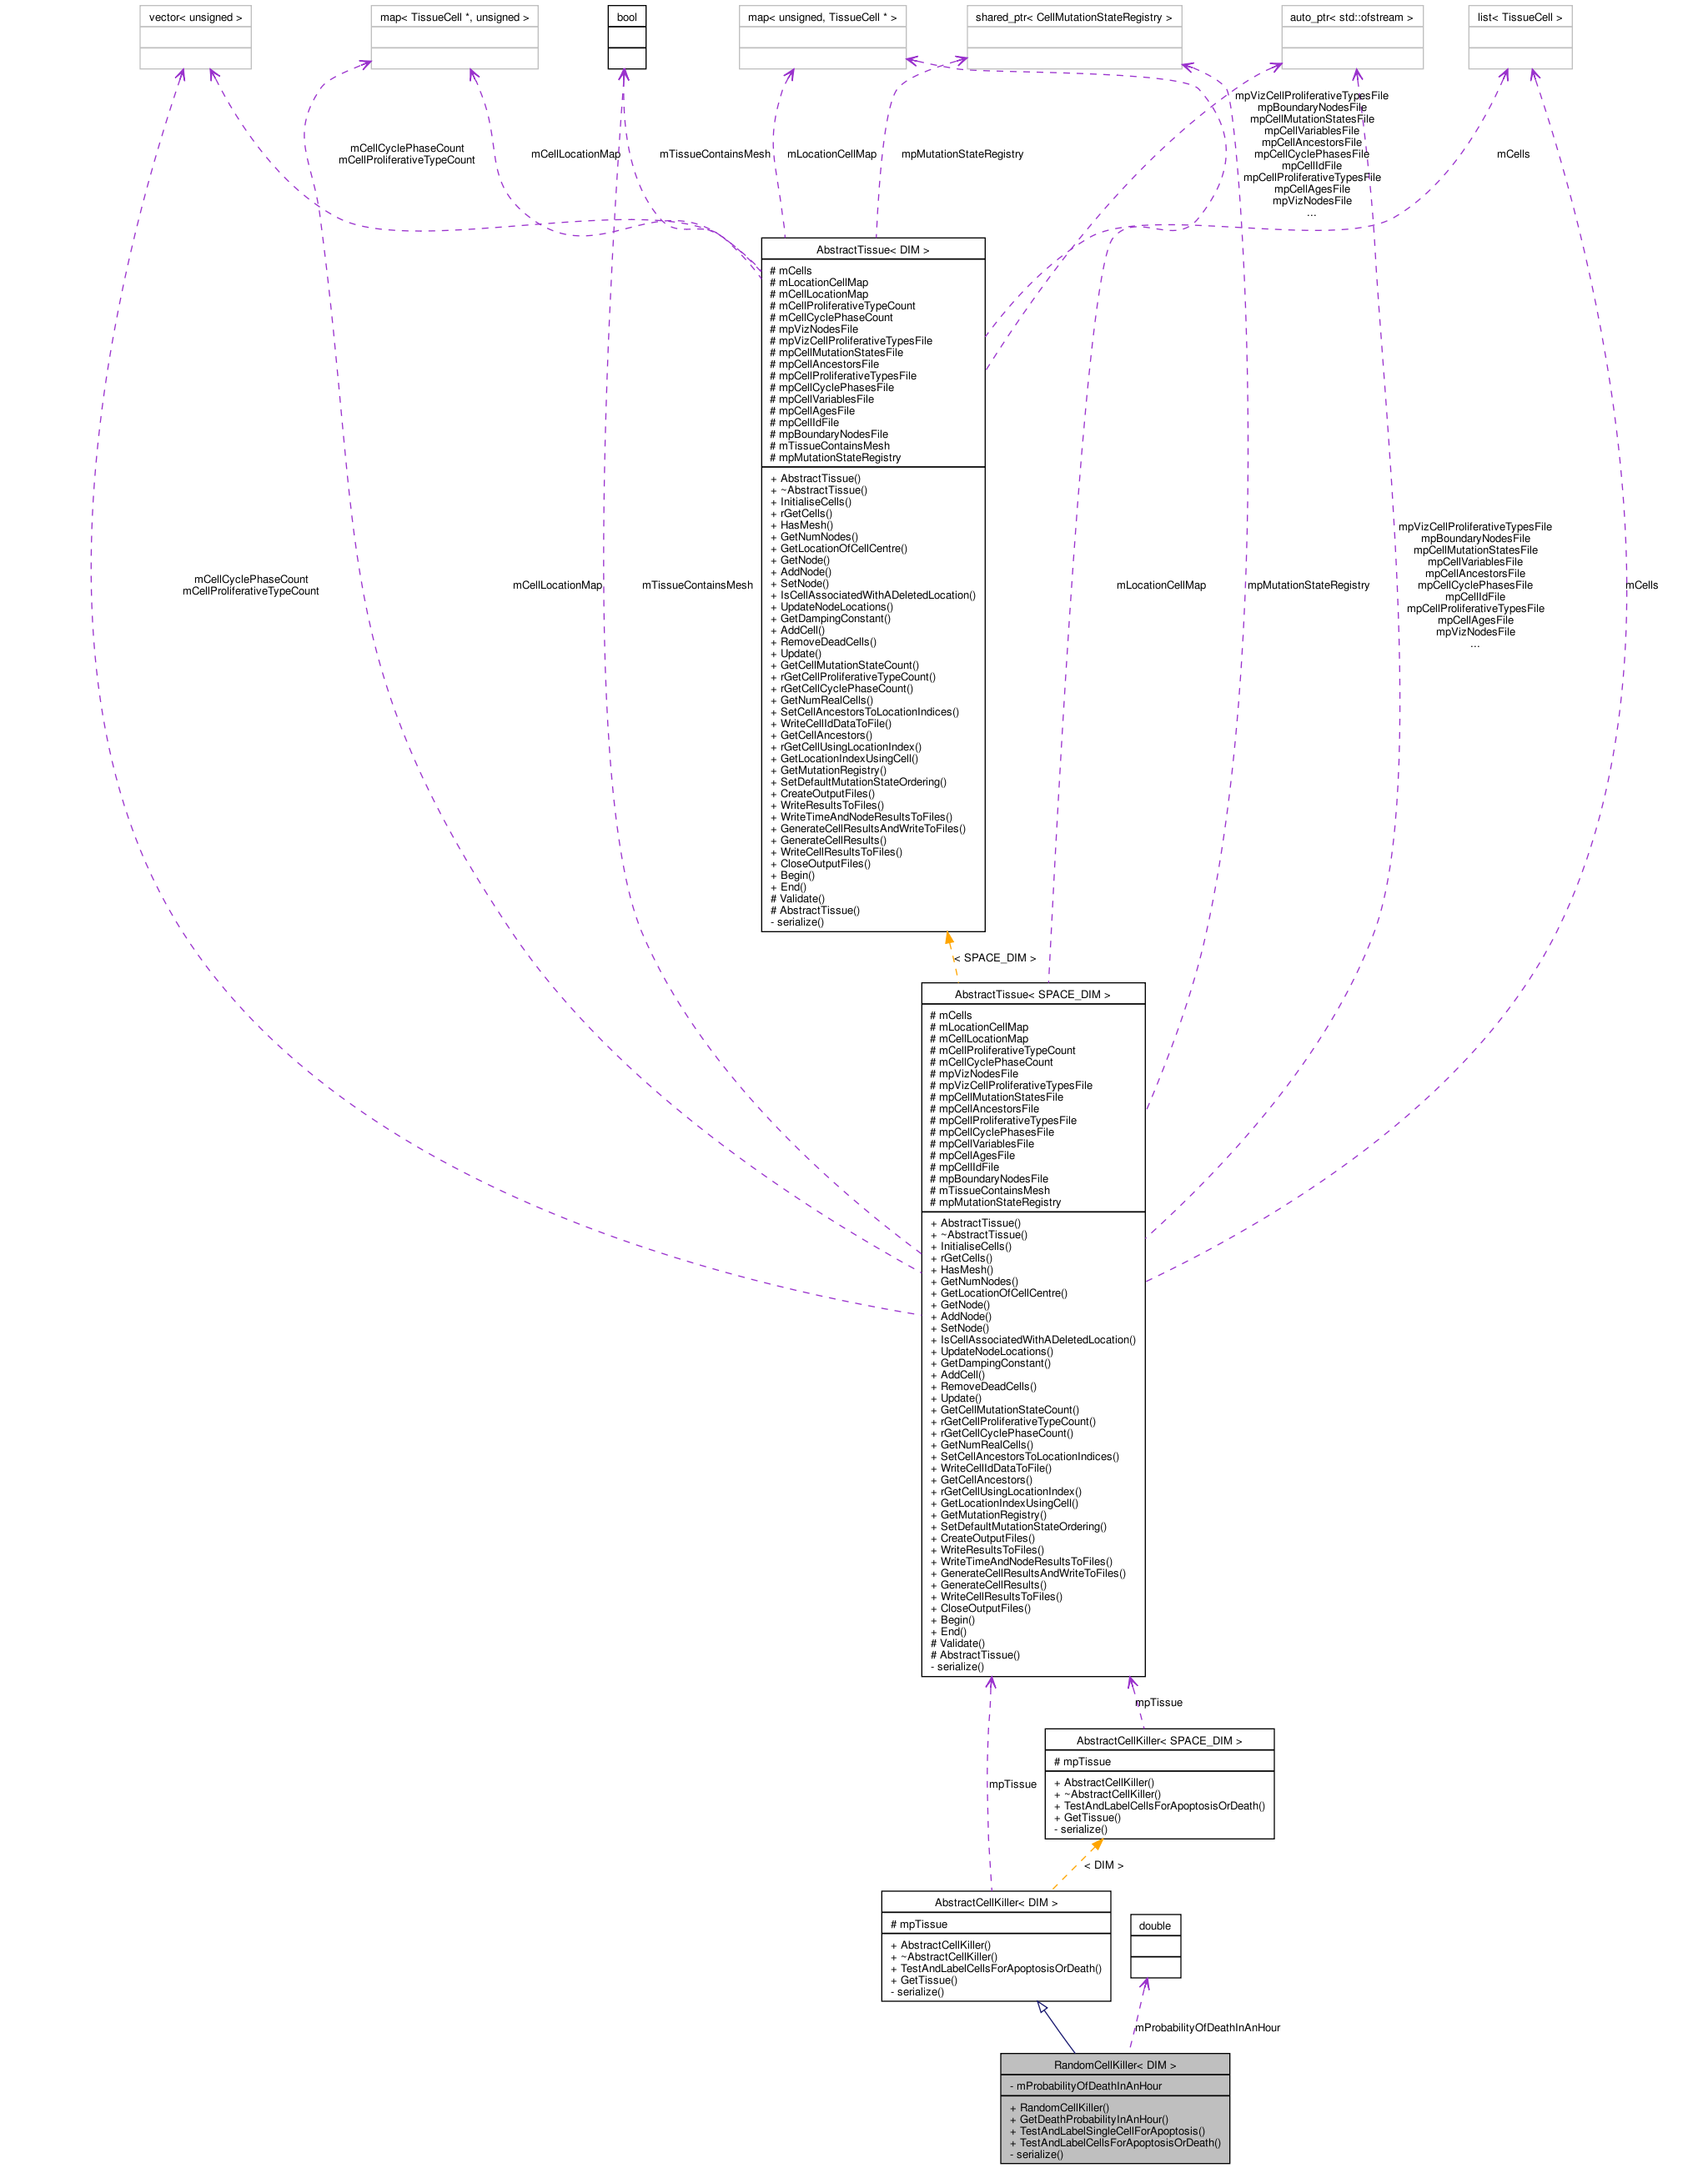 vector< unsigned >
map< TissueCell *, unsigned >
bool
map< unsigned, TissueCell * >
shared_ptr< CellMutationStateRegistry >
auto_ptr< std::ofstream >
list< TissueCell >
mCellCyclePhaseCount
mCellProliferativeTypeCount
mCellLocationMap
mTissueContainsMesh
mLocationCellMap
mpMutationStateRegistry
mpVizCellProliferativeTypesFile
mpBoundaryNodesFile
mpCellMutationStatesFile
mpCellVariablesFile
mpCellAncestorsFile
mpCellCyclePhasesFile
mpCellIdFile
mpCellProliferativeTypesFile
mpCellAgesFile
mpVizNodesFile
...
mCells
AbstractTissue< DIM >
# mCells
# mLocationCellMap
# mCellLocationMap
# mCellProliferativeTypeCount
# mCellCyclePhaseCount
# mpVizNodesFile
# mpVizCellProliferativeTypesFile
# mpCellMutationStatesFile
# mpCellAncestorsFile
# mpCellProliferativeTypesFile
# mpCellCyclePhasesFile
# mpCellVariablesFile
# mpCellAgesFile
# mpCellIdFile
# mpBoundaryNodesFile
# mTissueContainsMesh
# mpMutationStateRegistry
+ AbstractTissue()
+ ~AbstractTissue()
+ InitialiseCells()
+ rGetCells()
+ HasMesh()
+ GetNumNodes()
+ GetLocationOfCellCentre()
+ GetNode()
+ AddNode()
+ SetNode()
+ IsCellAssociatedWithADeletedLocation()
+ UpdateNodeLocations()
+ GetDampingConstant()
+ AddCell()
+ RemoveDeadCells()
+ Update()
+ GetCellMutationStateCount()
+ rGetCellProliferativeTypeCount()
+ rGetCellCyclePhaseCount()
+ GetNumRealCells()
+ SetCellAncestorsToLocationIndices()
+ WriteCellIdDataToFile()
+ GetCellAncestors()
+ rGetCellUsingLocationIndex()
+ GetLocationIndexUsingCell()
+ GetMutationRegistry()
+ SetDefaultMutationStateOrdering()
+ CreateOutputFiles()
+ WriteResultsToFiles()
+ WriteTimeAndNodeResultsToFiles()
+ GenerateCellResultsAndWriteToFiles()
+ GenerateCellResults()
+ WriteCellResultsToFiles()
+ CloseOutputFiles()
+ Begin()
+ End()
# Validate()
# AbstractTissue()
- serialize()
mCellCyclePhaseCount
mCellProliferativeTypeCount
mCellLocationMap
mTissueContainsMesh
mLocationCellMap
mpMutationStateRegistry
mpVizCellProliferativeTypesFile
mpBoundaryNodesFile
mpCellMutationStatesFile
mpCellVariablesFile
mpCellAncestorsFile
mpCellCyclePhasesFile
mpCellIdFile
mpCellProliferativeTypesFile
mpCellAgesFile
mpVizNodesFile
...
mCells
< SPACE_DIM >
AbstractTissue< SPACE_DIM >
# mCells
# mLocationCellMap
# mCellLocationMap
# mCellProliferativeTypeCount
# mCellCyclePhaseCount
# mpVizNodesFile
# mpVizCellProliferativeTypesFile
# mpCellMutationStatesFile
# mpCellAncestorsFile
# mpCellProliferativeTypesFile
# mpCellCyclePhasesFile
# mpCellVariablesFile
# mpCellAgesFile
# mpCellIdFile
# mpBoundaryNodesFile
# mTissueContainsMesh
# mpMutationStateRegistry
+ AbstractTissue()
+ ~AbstractTissue()
+ InitialiseCells()
+ rGetCells()
+ HasMesh()
+ GetNumNodes()
+ GetLocationOfCellCentre()
+ GetNode()
+ AddNode()
+ SetNode()
+ IsCellAssociatedWithADeletedLocation()
+ UpdateNodeLocations()
+ GetDampingConstant()
+ AddCell()
+ RemoveDeadCells()
+ Update()
+ GetCellMutationStateCount()
+ rGetCellProliferativeTypeCount()
+ rGetCellCyclePhaseCount()
+ GetNumRealCells()
+ SetCellAncestorsToLocationIndices()
+ WriteCellIdDataToFile()
+ GetCellAncestors()
+ rGetCellUsingLocationIndex()
+ GetLocationIndexUsingCell()
+ GetMutationRegistry()
+ SetDefaultMutationStateOrdering()
+ CreateOutputFiles()
+ WriteResultsToFiles()
+ WriteTimeAndNodeResultsToFiles()
+ GenerateCellResultsAndWriteToFiles()
+ GenerateCellResults()
+ WriteCellResultsToFiles()
+ CloseOutputFiles()
+ Begin()
+ End()
# Validate()
# AbstractTissue()
- serialize()
mpTissue
AbstractCellKiller< SPACE_DIM >
# mpTissue
+ AbstractCellKiller()
+ ~AbstractCellKiller()
+ TestAndLabelCellsForApoptosisOrDeath()
+ GetTissue()
- serialize()
mpTissue
< DIM >
AbstractCellKiller< DIM >
# mpTissue
+ AbstractCellKiller()
+ ~AbstractCellKiller()
+ TestAndLabelCellsForApoptosisOrDeath()
+ GetTissue()
- serialize()
double
mProbabilityOfDeathInAnHour
RandomCellKiller< DIM >
- mProbabilityOfDeathInAnHour
+ RandomCellKiller()
+ GetDeathProbabilityInAnHour()
+ TestAndLabelSingleCellForApoptosis()
+ TestAndLabelCellsForApoptosisOrDeath()
- serialize()